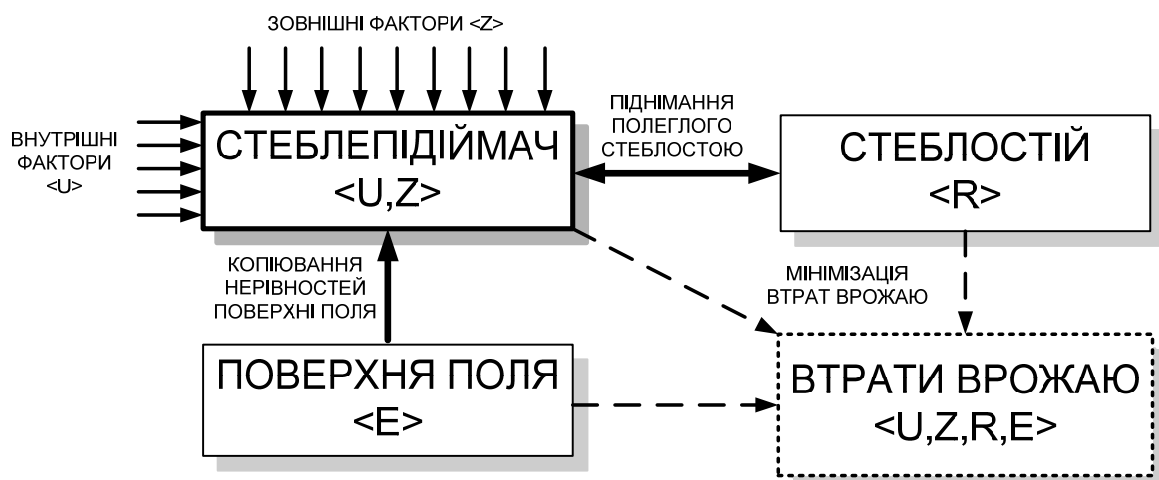 ЗОВНІШНІ ФАКТОРИ <Z>
ВНУТРІШНІ
ФАКТОРИ
<U>
СТЕБЛЕПІДІЙМАЧ
<U,Z>
ПІДНІМАННЯ
ПОЛЕГЛОГО
СТЕБЛОСТОЮ
СТЕБЛОСТІЙ
<R>
КОПІЮВАННЯ
НЕРІВНОСТЕЙ
ПОВЕРХНІ ПОЛЯ
МІНІМІЗАЦІЯ
ВТРАТ ВРОЖАЮ
ПОВЕРХНЯ ПОЛЯ
<E>
ВТРАТИ ВРОЖАЮ
<U,Z,R,E>